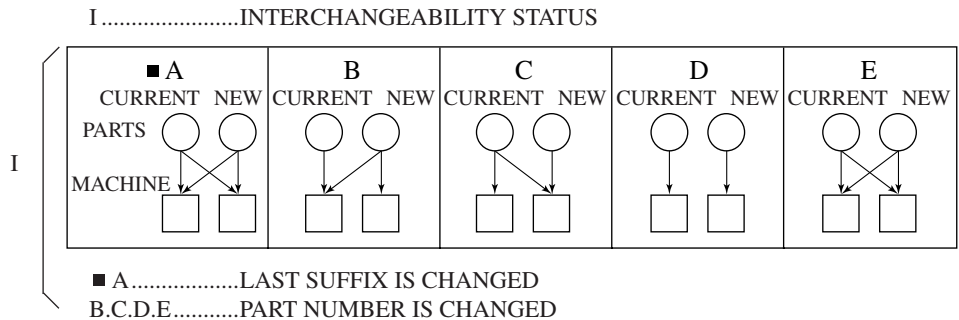 I ........................INTERCHANGEABILITY STATUS
■ A B C D E
CURRENT NEW CURRENT NEW CURRENT NEW CURRENT NEW CURRENT NEW
PARTS
I
MACHINE
■ A...................LAST SUFFIX IS CHANGED
B.C.D.E...........PART NUMBER IS CHANGED